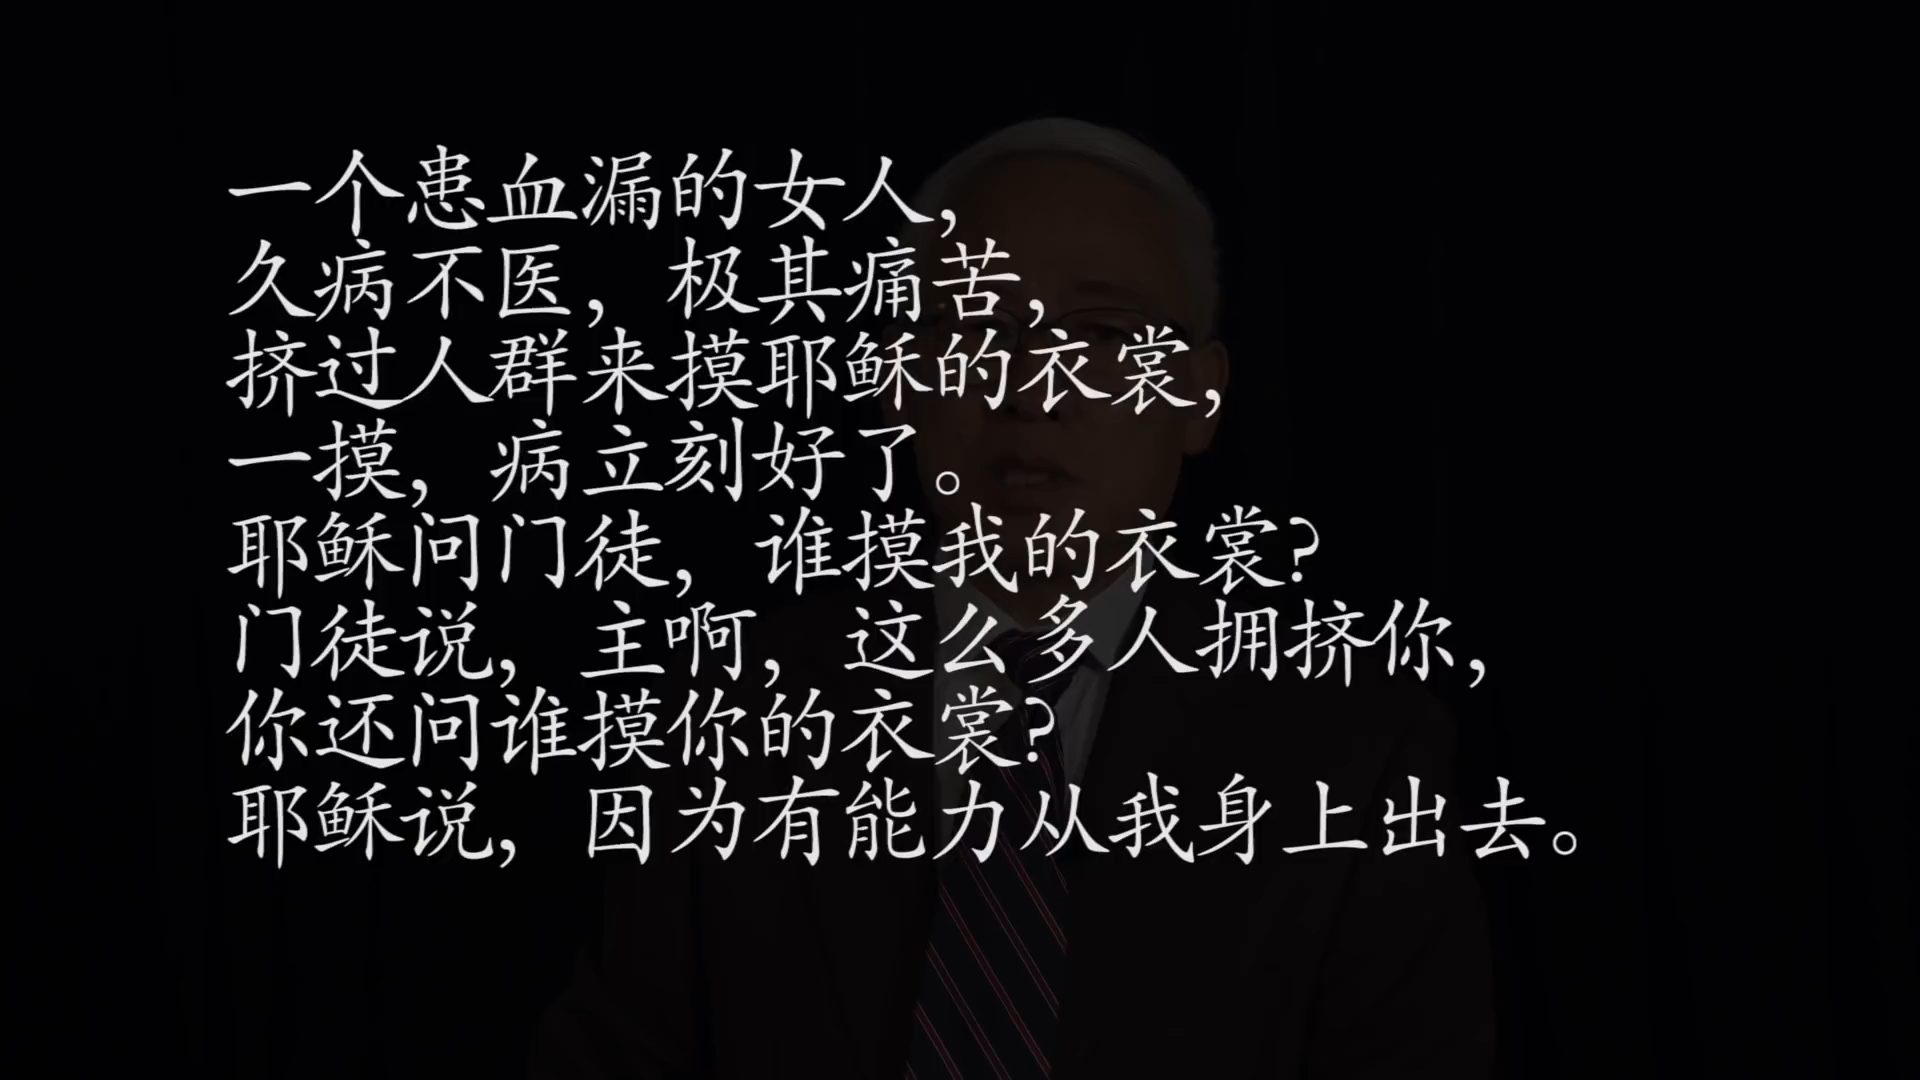 一个患血漏的女人，
久病不医，极其痛苦，
挤过人群来摸耶稣的衣裳，
一摸，病立刻好了。
耶稣问门徒，谁摸我的衣裳？
门徒说，主啊，这么多人拥挤你，
你还问谁摸你的衣裳？
耶稣说，因为有能力从我身上出去。